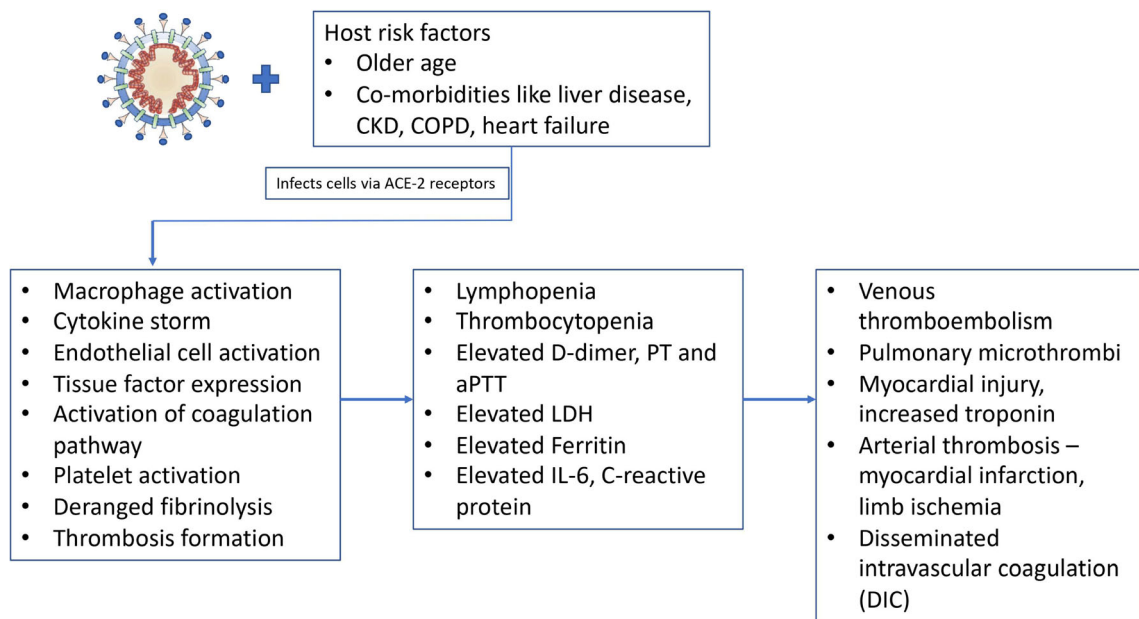 Host risk factors
• Older age
• Co-morbidities like liver disease,
CKD, COPD, heart failure
Infects cells via ACE-2 receptors
• Macrophage activation
• Cytokine storm
• Endothelial cell activation
• Tissue factor expression
• Activation of coagulation
pathway
• Platelet activation
• Deranged fibrinolysis
• Thrombosis formation
• Lymphopenia
• Thrombocytopenia
• Elevated D-dimer, PT and
aPTT
• Elevated LDH
• Elevated Ferritin
• Elevated IL-6, C-reactive
protein
• Venous
thromboembolism
• Pulmonary microthrombi
• Myocardial injury,
increased troponin
• Arterial thrombosis –
myocardial infarction,
limb ischemia
• Disseminated
intravascular coagulation
(DIC)